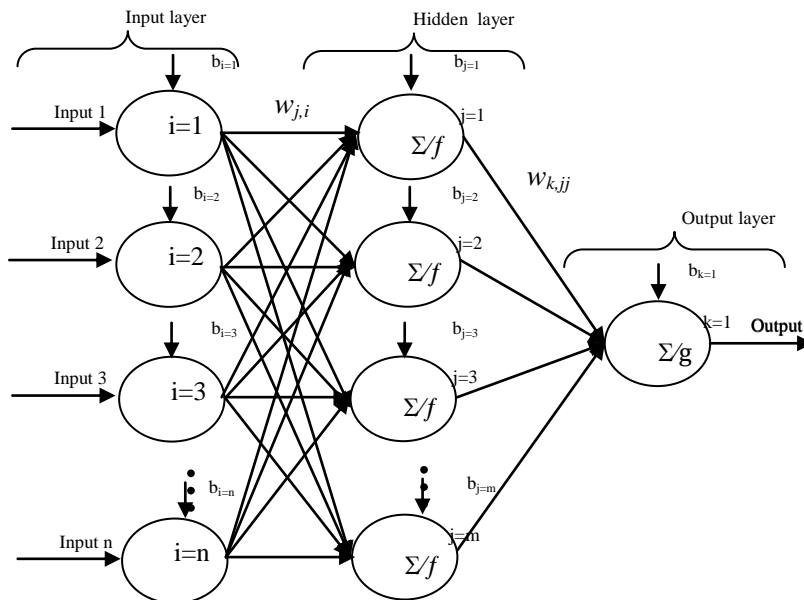 Input layer
Hidden layer
b_{i=1}
b_{j=1}
Input 1
i=1
w_{j,i}
j=1
Σ/f
w_{k,jj}
b_{i=2}
b_{j=2}
Output layer
Input 2
i=2
j=2
Σ/f
b_{k=1}
b_{i=3}
b_{j=3}
k=1
Output
Σ/g
Input 3
i=3
j=3
Σ/f
b_{i=n}
b_{j=m}
Input n
i=n
j=m
Σ/f